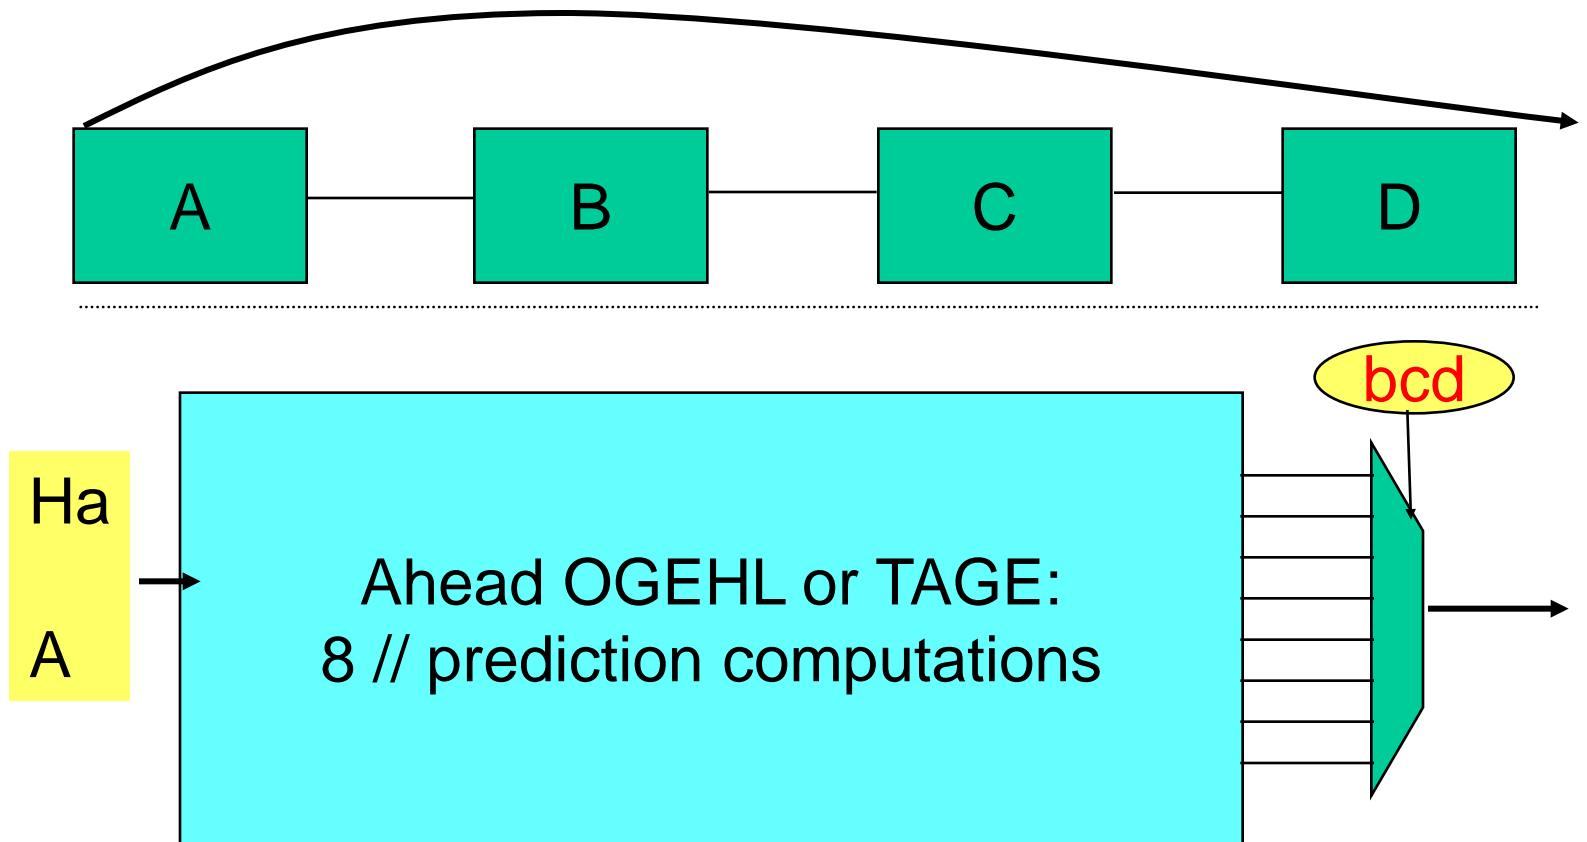 A
B
C
D
bcd
Ha
A
Ahead OGEHL or TAGE:
8 // prediction computations